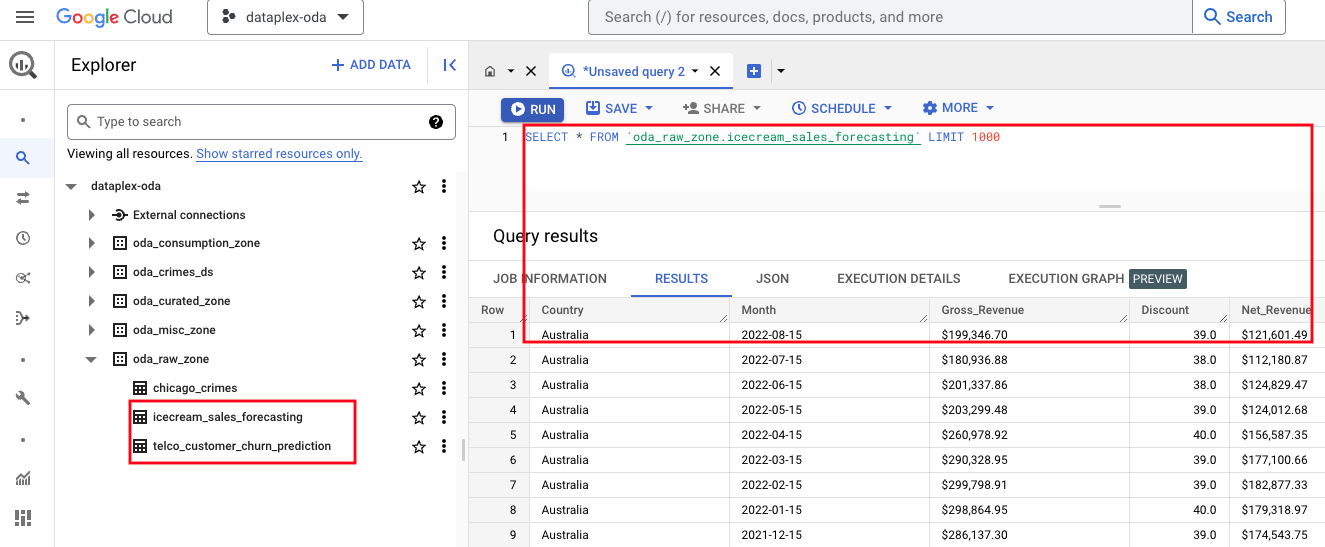 Google Cloud
dataplex-oda
Search (/) for resources, docs, products, and more
Search
Explorer
+ ADD DATA
Type to search
?
Viewing all resources. Show starred resources only.
dataplex-oda
External connections
oda_consumption_zone
oda_crimes_ds
oda_curated_zone
oda_misc_zone
oda_raw_zone
chicago_crimes
icecream_sales_forecasting
telco_customer_churn_prediction
*Unsaved query 2
RUN SAVE SHARE SCHEDULE MORE
1 SELECT * FROM `oda_raw_zone.icecream_sales_forecasting` LIMIT 1000
Query results
JOB INFORMATION RESULTS JSON EXECUTION DETAILS EXECUTION GRAPH PREVIEW
Row Country Month Gross_Revenue Discount Net_Revenue
1 Australia 2022-08-15 $199,346.70 39.0 $121,601.49
2 Australia 2022-07-15 $180,936.88 38.0 $112,180.87
3 Australia 2022-06-15 $201,337.86 38.0 $124,829.47
4 Australia 2022-05-15 $203,299.48 39.0 $124,012.68
5 Australia 2022-04-15 $260,978.92 40.0 $156,587.35
6 Australia 2022-03-15 $290,328.95 39.0 $177,100.66
7 Australia 2022-02-15 $299,798.91 39.0 $182,877.33
8 Australia 2022-01-15 $298,864.95 40.0 $179,318.97
9 Australia 2021-12-15 $286,137.30 39.0 $174,543.75